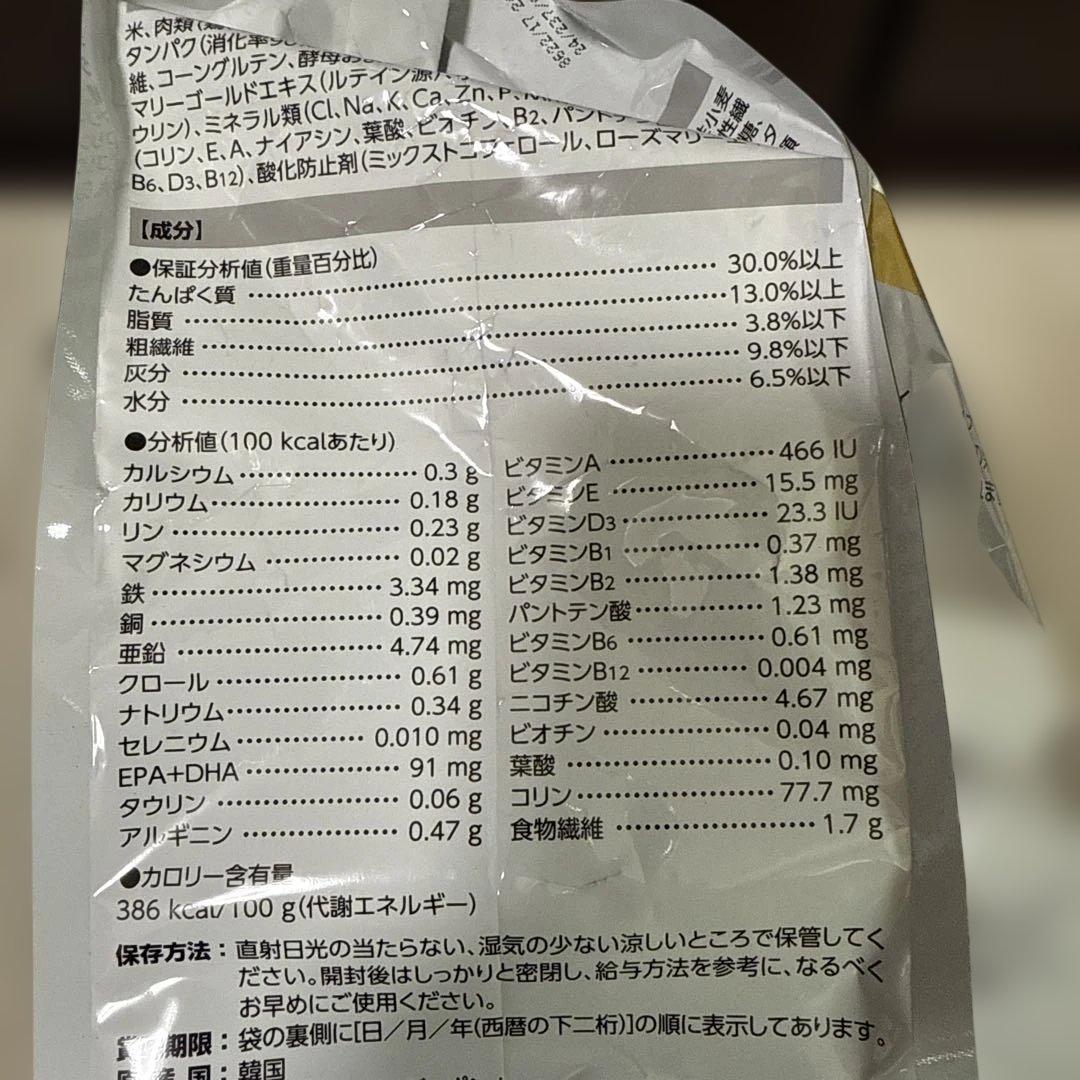 米、肉類
タンパク(消化率
維、コーングルテン、酵母
マリーゴールドエキス(ルテイン源)、
ウリン)、ミネラル類(Cl、Na、K、Ca、Zn、P、
(コリン、E、A、ナイアシン、葉酸、ビオチン、B2、パントテ
B6、D3、B12)、酸化防止剤(ミックストコフェロール、ローズマリ
小麦
性繊
【成分】
●保証分析値(重量百分比)
たんぱく質 30.0%以上
脂質 13.0%以上
粗繊維 3.8%以下
灰分 9.8%以下
水分 6.5%以下
●分析値(100 kcalあたり)
カルシウム 0.3 g
カリウム 0.18 g
リン 0.23 g
マグネシウム 0.02 g
鉄 3.34 mg
銅 0.39 mg
亜鉛 4.74 mg
クロール 0.61 g
ナトリウム 0.34 g
セレニウム 0.010 mg
EPA+DHA 91 mg
タウリン 0.06 g
アルギニン 0.47 g
ビタミンA 466 IU
ビタミンE 15.5 mg
ビタミンD3 23.3 IU
ビタミンB1 0.37 mg
ビタミンB2 1.38 mg
パントテン酸 1.23 mg
ビタミンB6 0.61 mg
ビタミンB12 0.004 mg
ニコチン酸 4.67 mg
ビオチン 0.04 mg
葉酸 0.10 mg
コリン 77.7 mg
食物繊維 1.7 g
●カロリー含有量
386 kcal/100 g(代謝エネルギー)
保存方法：直射日光の当たらない、湿気の少ない涼しいところで保管してく
ださい。開封後はしっかりと密閉し、給与方法を参考に、なるべく
お早めにご使用ください。
期限：袋の裏側に[日／月／年(西暦の下二桁)]の順に表示してあります。
国：韓国